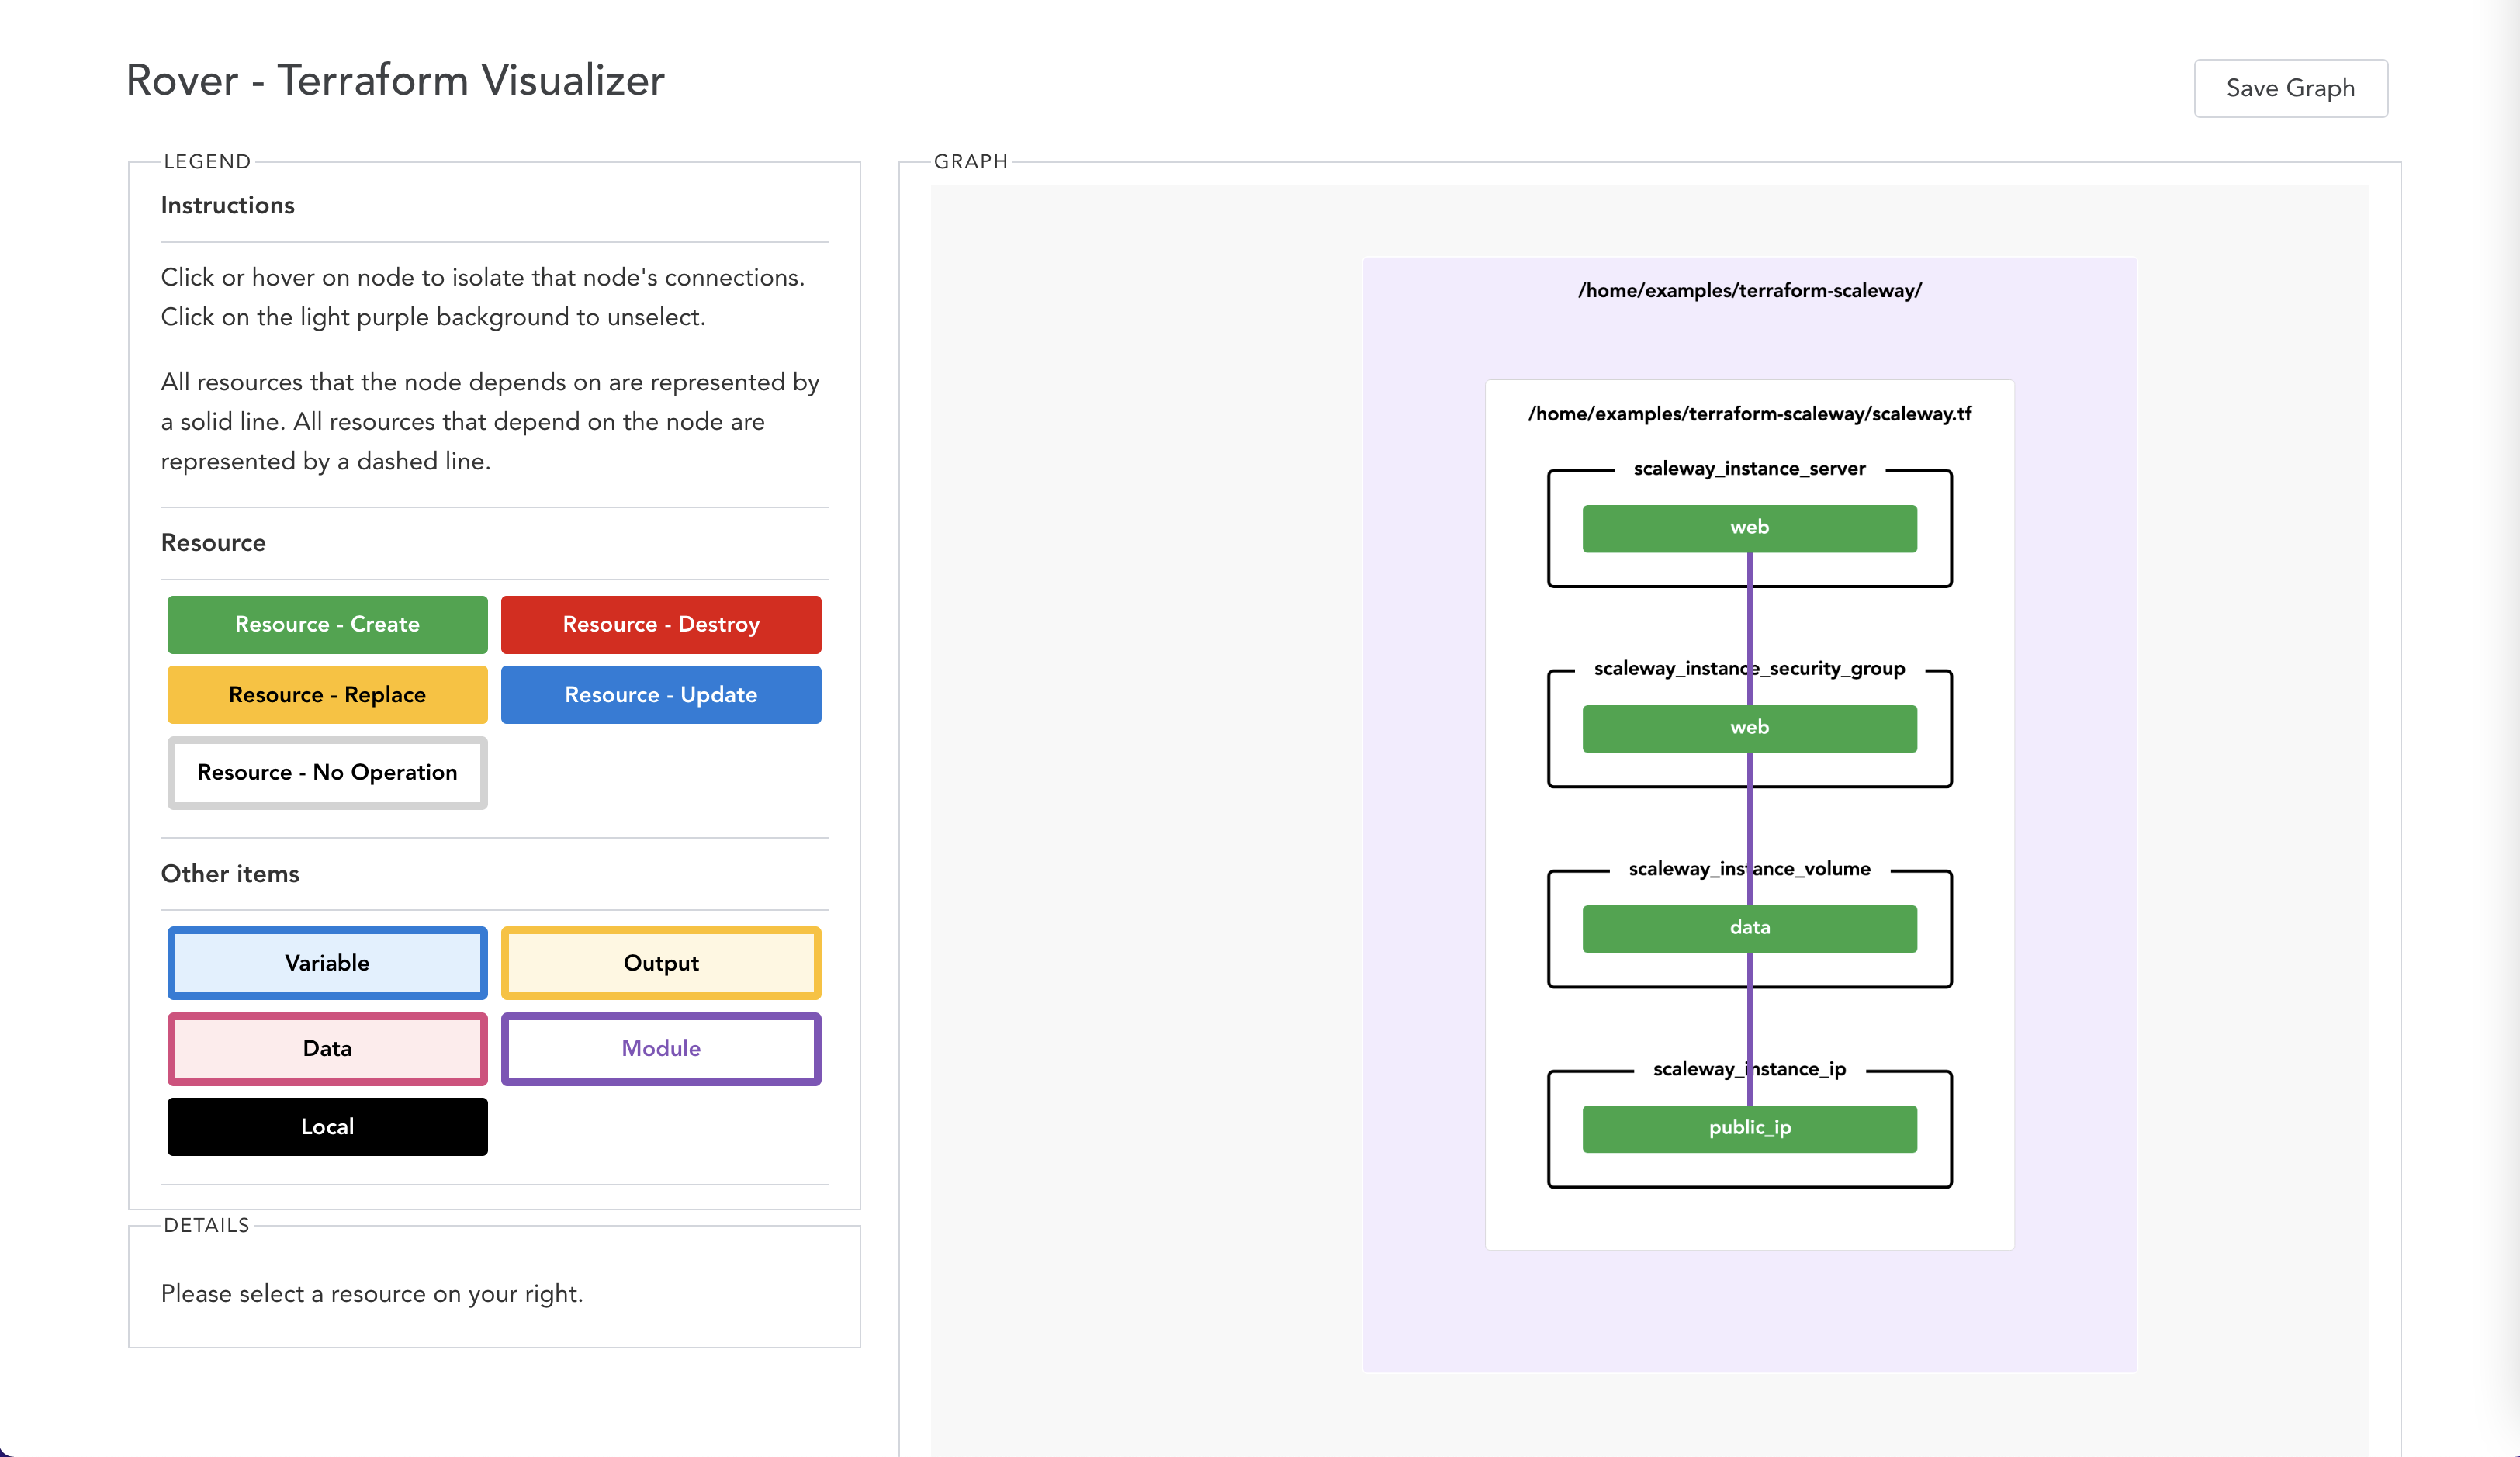 Rover - Terraform Visualizer
Save Graph
LEGEND
Instructions
Click or hover on node to isolate that node's connections.
Click on the light purple background to unselect.
All resources that the node depends on are represented by
a solid line. All resources that depend on the node are
represented by a dashed line.
Resource
Resource - Create
Resource - Destroy
Resource - Replace
Resource - Update
Resource - No Operation
Other items
Variable
Output
Data
Module
Local
DETAILS
Please select a resource on your right.
GRAPH
/home/examples/terraform-scaleway/
/home/examples/terraform-scaleway/scaleway.tf
scaleway_instance_server
web
scaleway_instance_security_group
web
scaleway_instance_volume
data
scaleway_instance_ip
public_ip